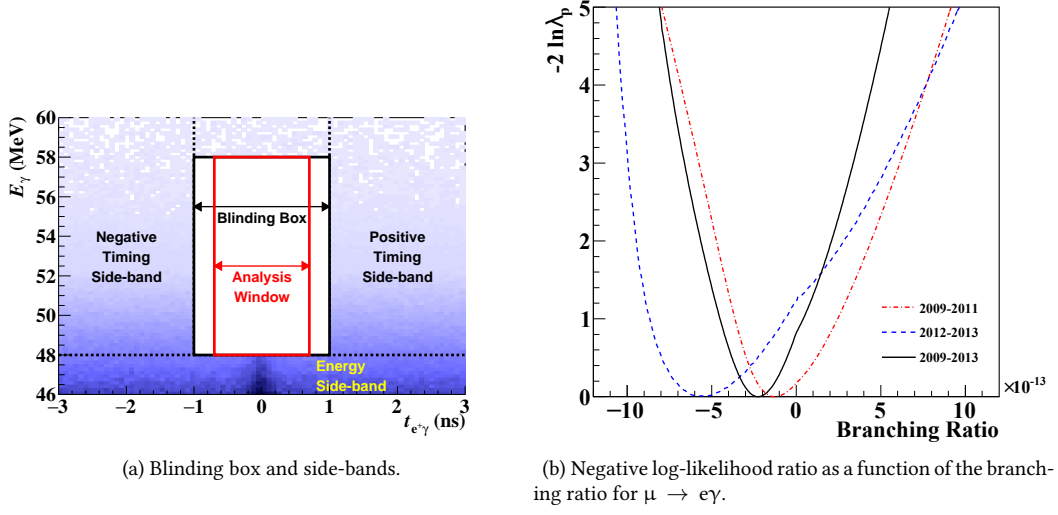 60
58
56
54
52
50
48
46
E_γ (MeV)
Blinding Box
Negative
Timing
Side-band
Positive
Timing
Side-band
Analysis
Window
Energy
Side-band
−3 −2 −1 0 1 2 3
t_{e⁺γ} (ns)
(a) Blinding box and side-bands.
-2 lnλ_p
5
4
3
2
1
0
2009-2011
2012-2013
2009-2013
−10 −5 0 5 10
×10⁻¹³
Branching Ratio
(b) Negative log-likelihood ratio as a function of the branch-
ing ratio for μ → eγ.